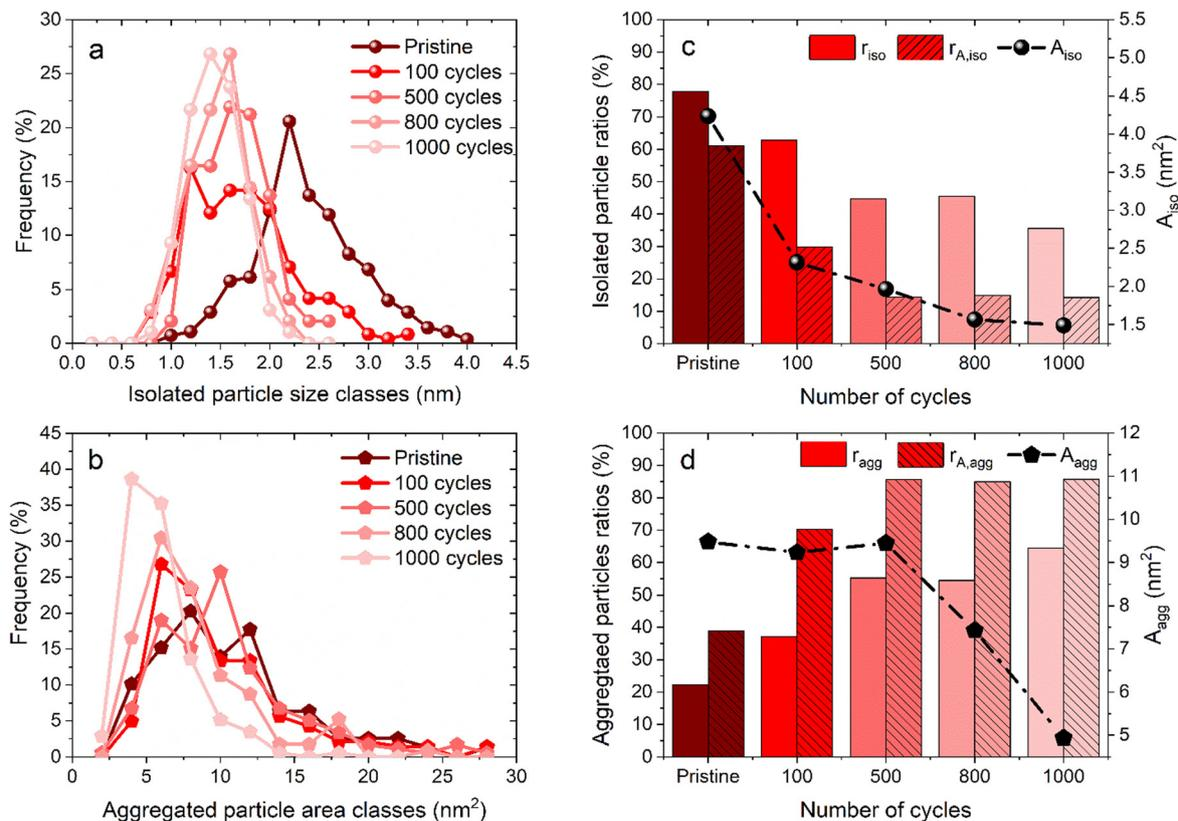 a
Pristine
100 cycles
500 cycles
800 cycles
1000 cycles
30
25
20
15
10
5
0
Frequency (%)
0.0 0.5 1.0 1.5 2.0 2.5 3.0 3.5 4.0 4.5
Isolated particle size classes (nm)
c
r_iso r_A,iso A_iso
100
90
80
70
60
50
40
30
20
10
0
Isolated particle ratios (%)
5.5
5.0
4.5
4.0
3.5
3.0
2.5
2.0
1.5
A_iso (nm²)
Pristine 100 500 800 1000
Number of cycles
b
Pristine
100 cycles
500 cycles
800 cycles
1000 cycles
45
40
35
30
25
20
15
10
5
0
Frequency (%)
0 5 10 15 20 25 30
Aggregated particle area classes (nm²)
d
r_agg r_A,agg A_agg
100
90
80
70
60
50
40
30
20
10
0
Aggregtaed particles ratios (%)
12
11
10
9
8
7
6
5
A_agg (nm²)
Pristine 100 500 800 1000
Number of cycles